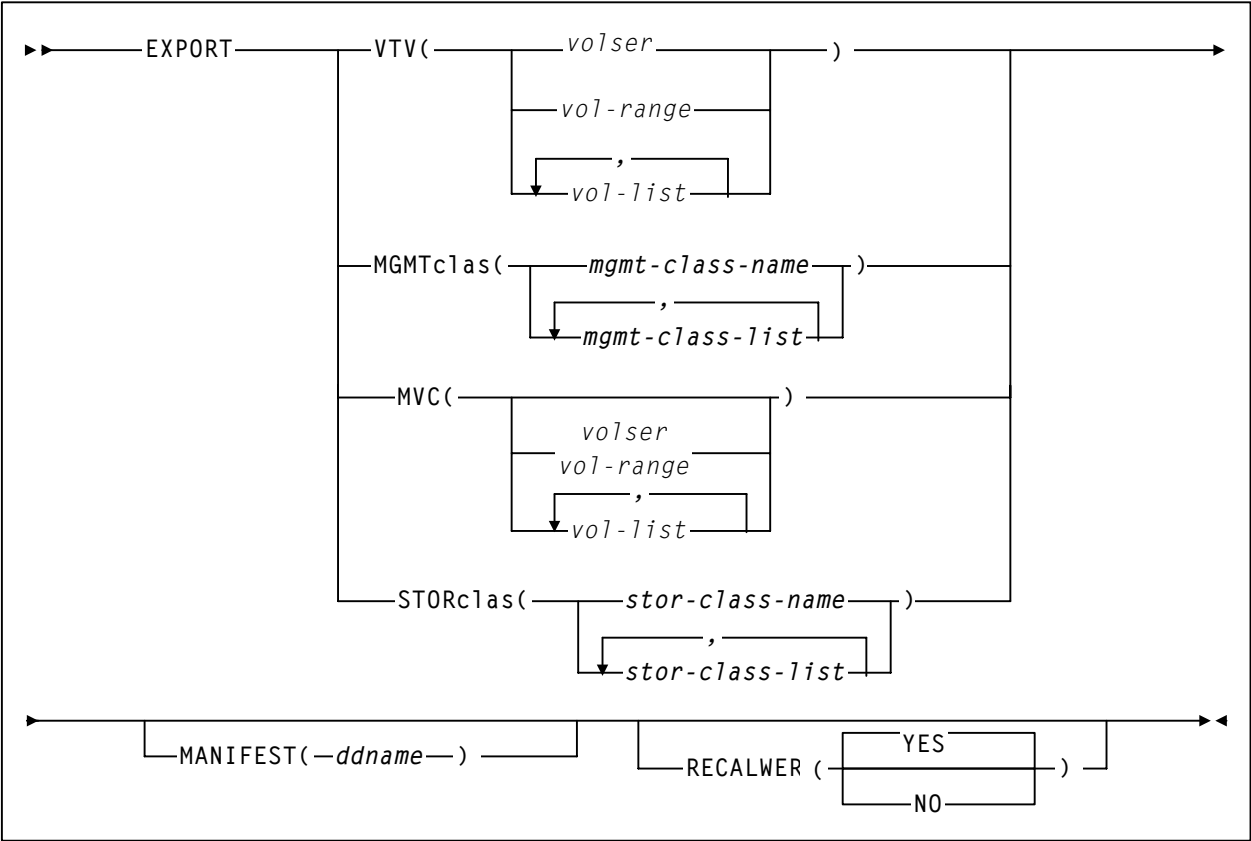 EXPORT VTV( volser )
vol-range
,
vol-list
MGMTclas( mgmt-class-name )
,
mgmt-class-list
MVC( )
volser
vol-range
,
vol-list
STORclas( stor-class-name )
,
stor-class-list
MANIFEST( ddname )
YES
RECALWER ( )
NO